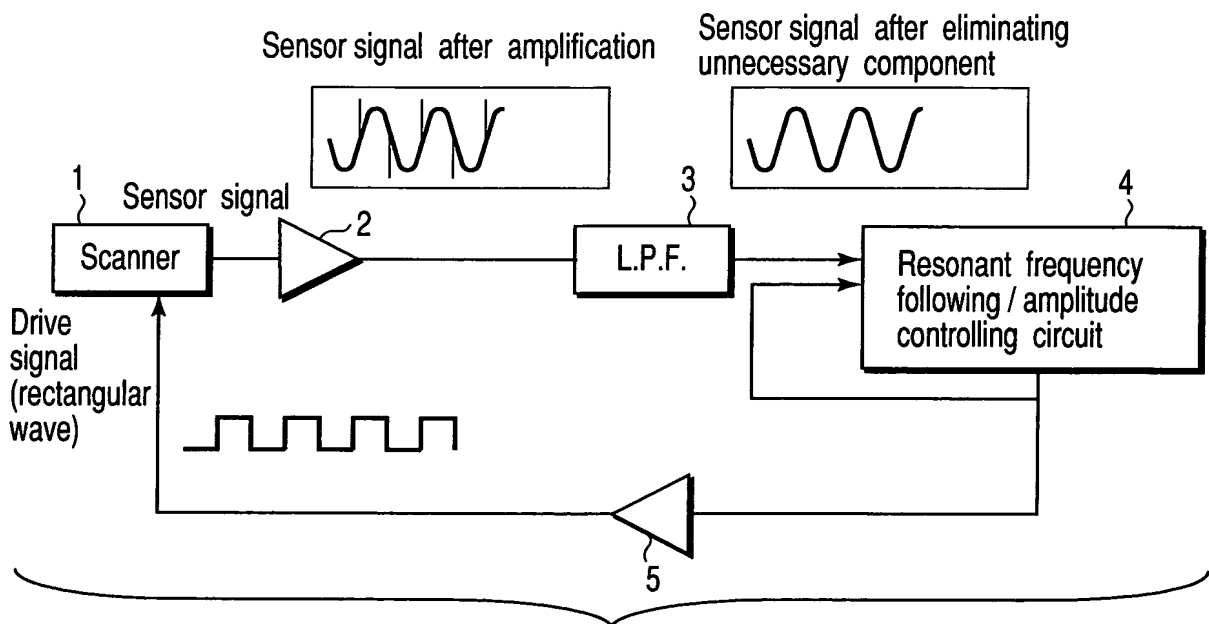 Sensor signal after amplification
Sensor signal after eliminating
unnecessary component
1
Sensor signal
2
3
4
Scanner
L.P.F.
Resonant frequency
following / amplitude
controlling circuit
Drive
signal
(rectangular
wave)
5